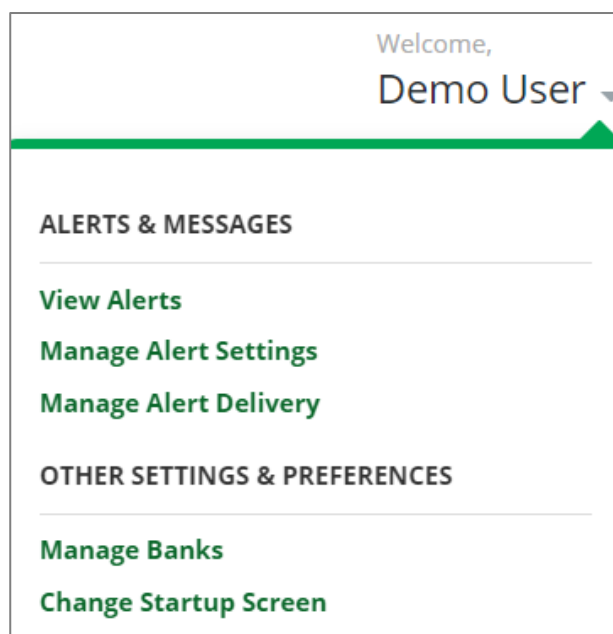 Welcome,
Demo User
ALERTS & MESSAGES
View Alerts
Manage Alert Settings
Manage Alert Delivery
OTHER SETTINGS & PREFERENCES
Manage Banks
Change Startup Screen